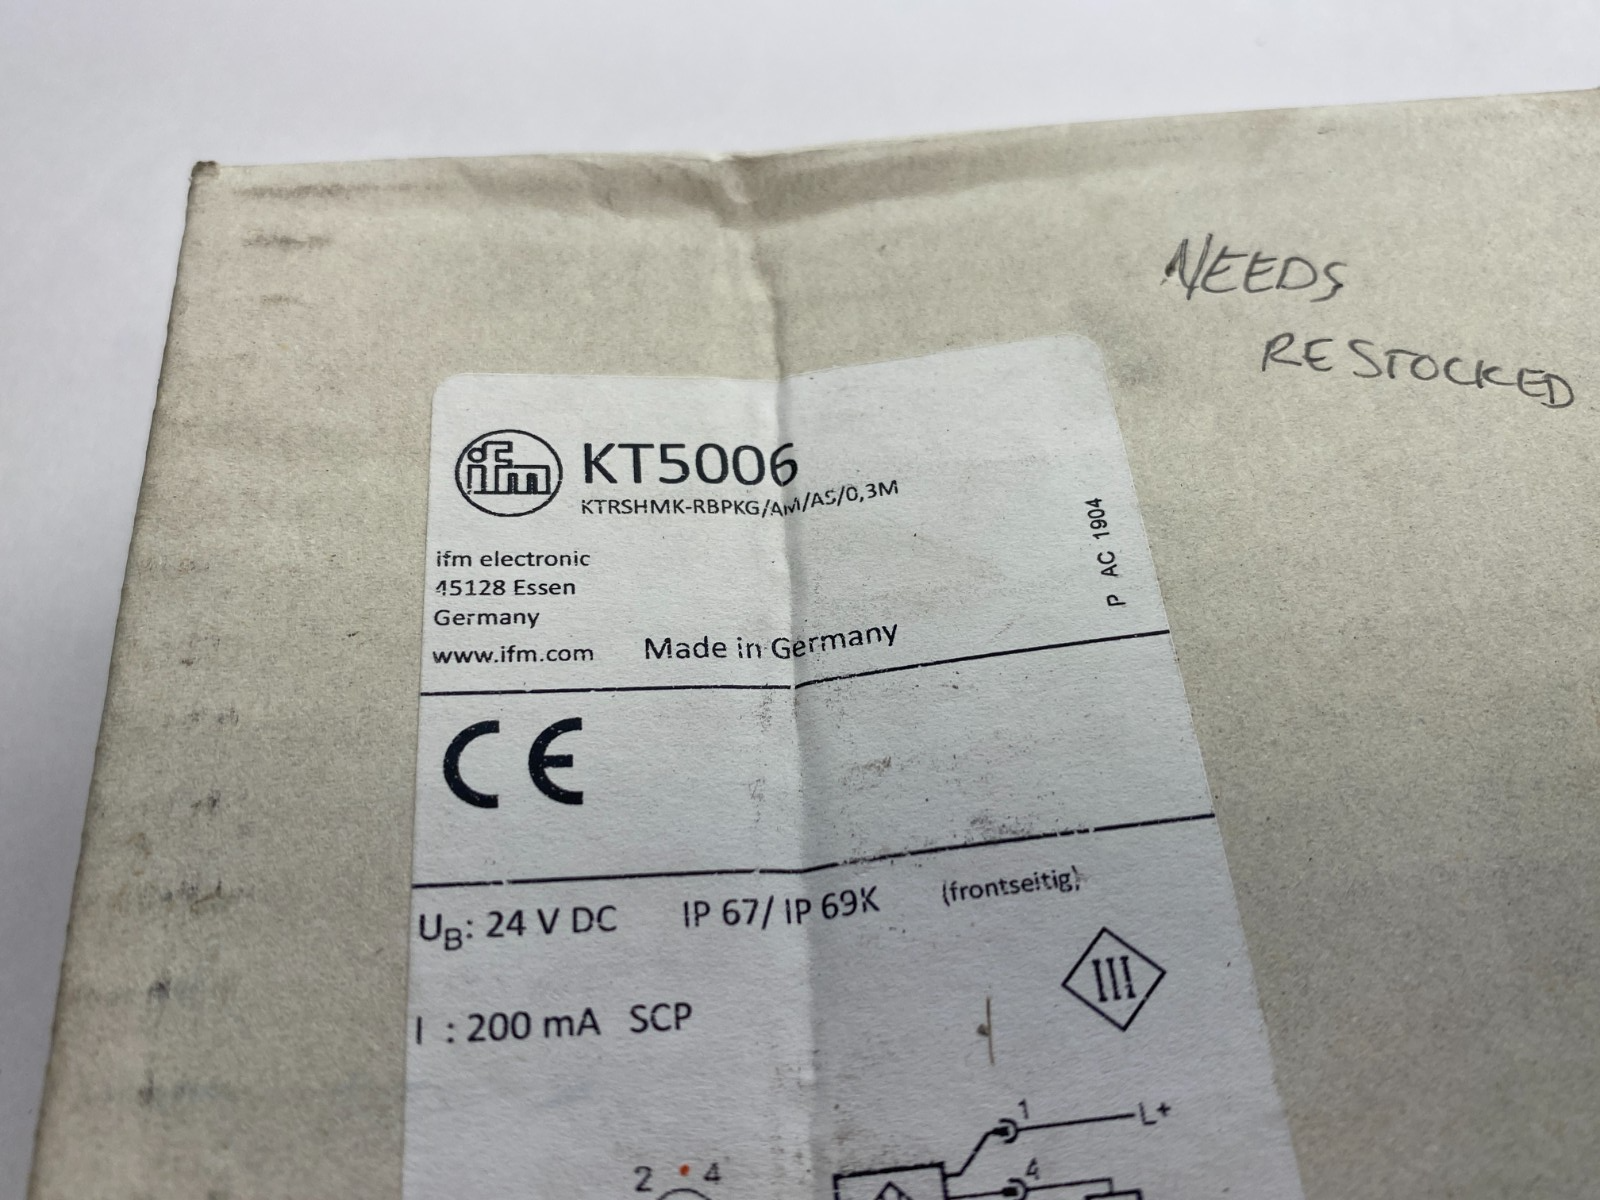 NEEDS
RESTOCKED
ifm
KT5006
KTRSHMK-RBPKG/AM/AS/0,3M
ifm electronic
45128 Essen
Germany
www.ifm.com
Made in Germany
P AC 1904
CE
UB: 24 V DC IP 67/ IP 69K (frontseitig)
III
I : 200 mA SCP
1 L+
2 4
4